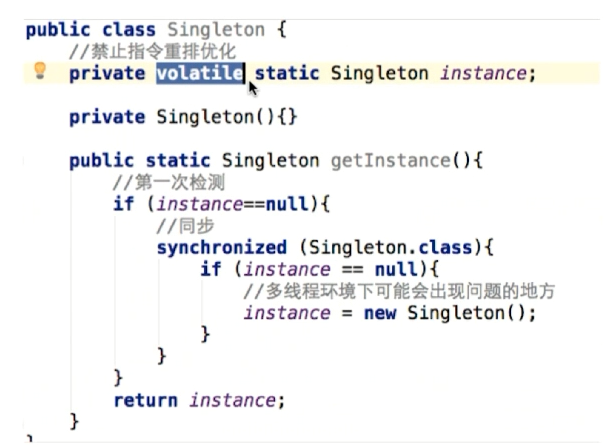 public class Singleton {
//禁止指令重排优化
private volatile static Singleton instance;
private Singleton(){}
public static Singleton getInstance(){
//第一次检测
if (instance==null){
//同步
synchronized (Singleton.class){
if (instance == null){
//多线程环境下可能会出现问题的地方
instance = new Singleton();
}
}
}
return instance;
}
}